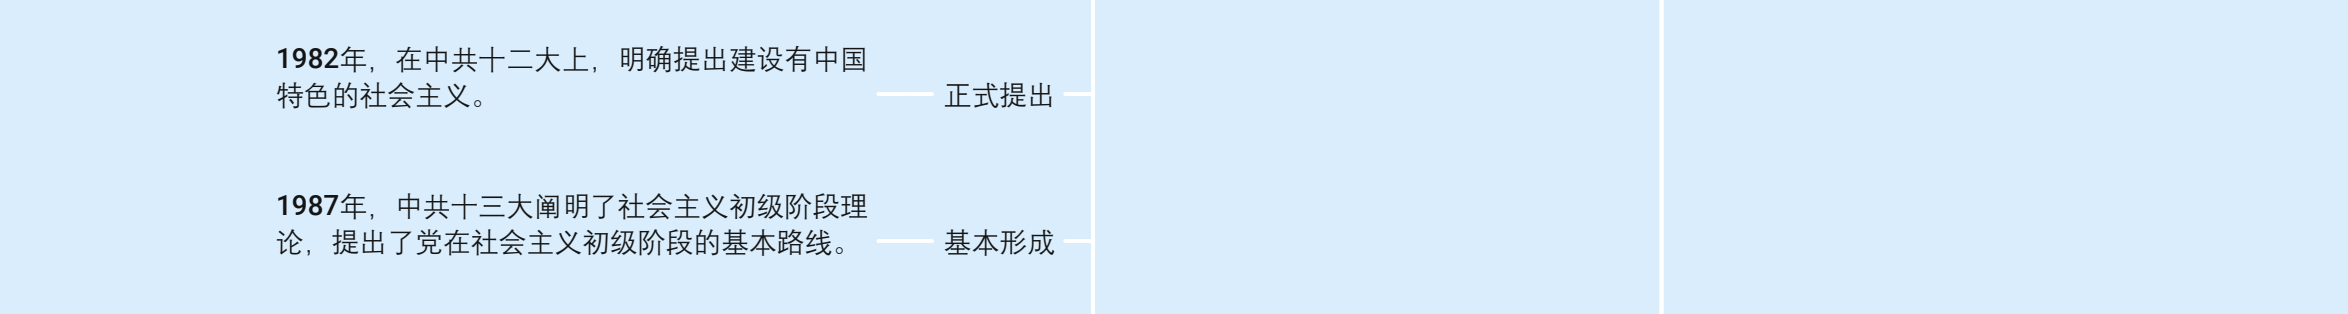 1982年，在中共十二大上，明确提出建设有中国
特色的社会主义。
正式提出
1987年，中共十三大阐明了社会主义初级阶段理
论，提出了党在社会主义初级阶段的基本路线。
基本形成